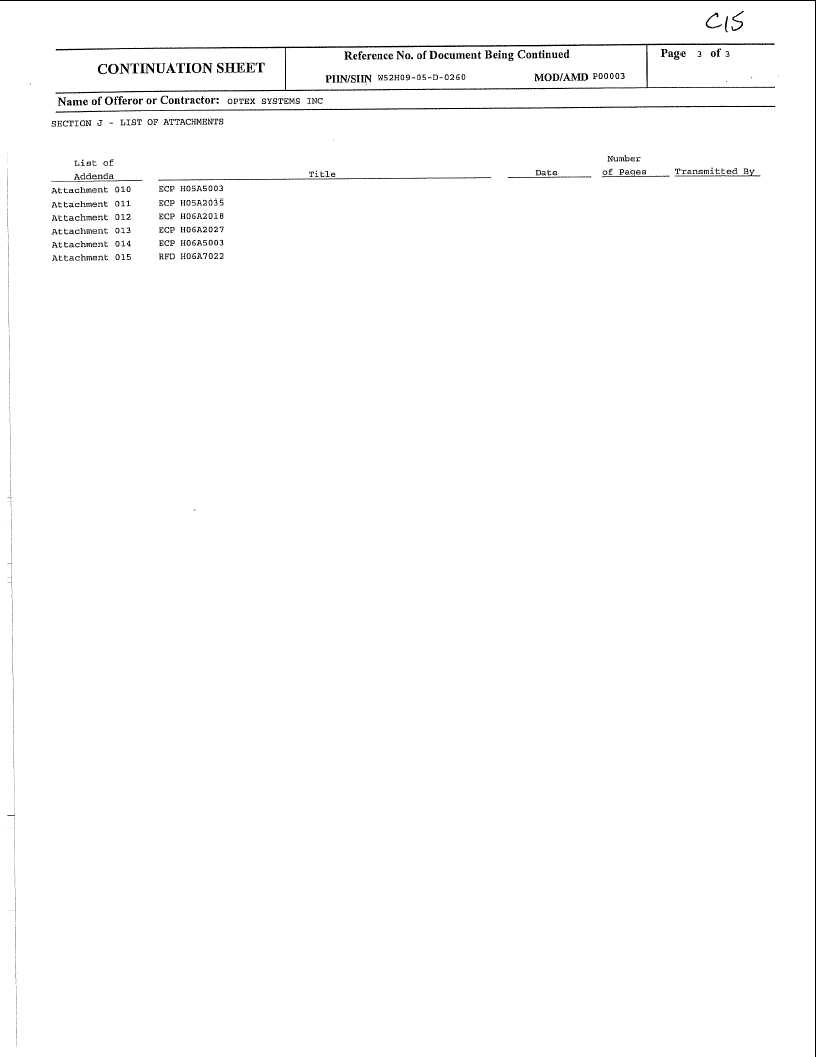 C15
CONTINUATION SHEET
Reference No. of Document Being Continued
Page 3 of 3
PIIN/SIIN W52H09-05-D-0260 MOD/AMD P00003
Name of Offeror or Contractor: OPTEX SYSTEMS INC
SECTION J - LIST OF ATTACHMENTS
List of Number
Addenda Title Date of Pages Transmitted By
Attachment 010 ECP H05A5003
Attachment 011 ECP H05A2035
Attachment 012 ECP H06A2018
Attachment 013 ECP H06A2027
Attachment 014 ECP H06A5003
Attachment 015 RFD H06A7022